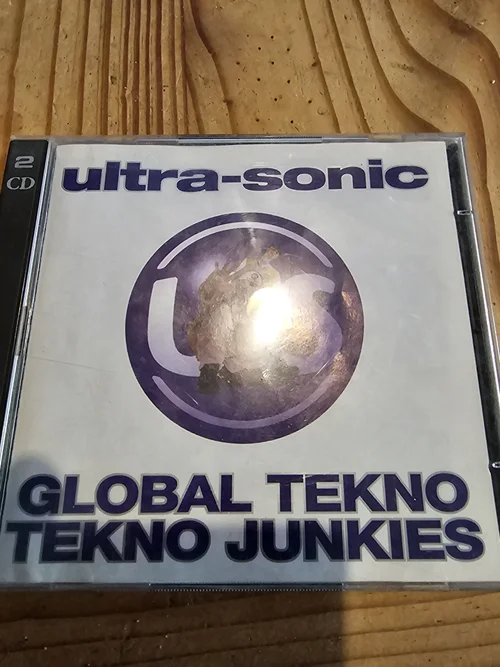 2
CD
ultra-sonic
US
GLOBAL TEKNO
TEKNO JUNKIES